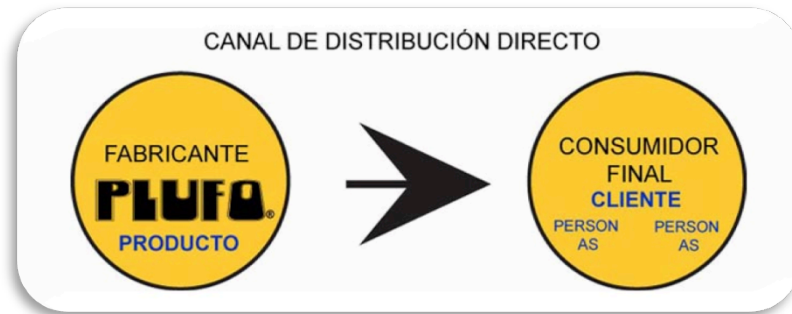 CANAL DE DISTRIBUCIÓN DIRECTO
FABRICANTE
PLUFO®
PRODUCTO
CONSUMIDOR
FINAL
CLIENTE
PERSON
AS
PERSON
AS